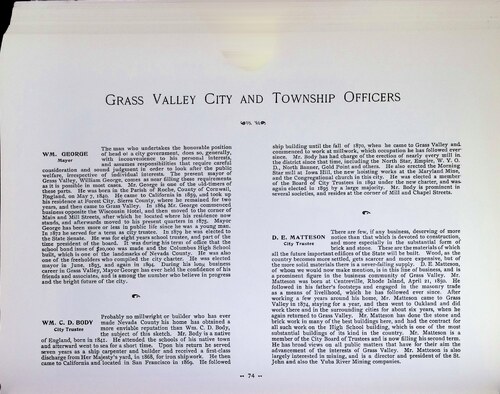 GRASS VALLEY CITY AND TOWNSHIP OFFICERS
WM. GEORGE
Mayor
The man who undertakes the honorable position
of head of a city government, does so, generally,
with inconvenience to his personal interests,
and assumes responsibilities that require careful
consideration and sound judgment in order to look after the public
welfare, irrespective of individual interests. The present mayor of
Grass Valley, William George, comes as near filling these requirements
as it is possible in most cases. Mr. George is one of the old-timers of
these parts. He was born in the Parish of Roche, County of Cornwall,
England, on May 7, 1840. He came to California in 1859, and took up
his residence at Forest City, Sierra County, where he remained for two
years, and then came to Grass Valley. In 1864 Mr. George commenced
business opposite the Wisconsin Hotel, and then moved to the corner of
Main and Mill Streets, after which he located where his residence now
stands, and afterwards moved to his present quarters in 1875. Mayor
George has been more or less in public life since he was a young man.
In 1872 he served for a term as city trustee. In 1879 he was elected to
the State Senate. He was for eight years school trustee, and part of the
time president of the board. It was during his term of office that the
school bond issue of was made and the Columbus High School
built, which is one of the landmarks of Nevada County. He was also
one of the freeholders who compiled the city charter. He was elected
mayor in June, 1893, and again in 1894. During his long business
career in Grass Valley, Mayor George has ever held the confidence of his
friends and associates, and is among the number who believe in progress
and the bright future of the city.
WM. C. D. BODY
City Trustee
Probably no millwright or builder who has ever
made Nevada County his home has obtained a
more enviable reputation than Wm. C. D. Body,
the subject of this sketch. Mr. Body is a native
of England, born in 1841. He attended the schools of his native town
and afterward went to sea for a short time. Upon his return he served
seven years as a ship carpenter and builder and received a first-class
diploma from Her Majesty's yard, in 1868, for iron shipwork. He then
came to California and located in San Francisco in 1869. He followed
ship building until the fall of 1870, when he came to Grass Valley and
commenced to work at millwork, which occupation he has followed ever
since. Mr. Body has had charge of the erection of nearly every mill in
the district since that time, including the North Star, Empire, W. Y. O.
D., North Banner, Gold Point and others. He also erected the Morning
Star mill at Iowa Hill, the new hoisting works at the Maryland Mine,
and the Congregational church in this city. He was elected a member
of the Board of City Trustees in 1892 under the new charter, and was
again elected in 1895 by a large majority. Mr. Body is prominent in
several societies, and resides at the corner of Mill and Chapel Streets.
D. E. MATTESON
City Trustee
There are few, if any business, deserving of more
notice than that which is devoted to construction,
and more especially in the substantial form of
brick and stone. These are the materials of which
all the future important edifices of the State will be built. Wood, as the
country becomes more settled, gets scarcer and more expensive, but of
the more solid materials there is a never-failing supply. D. E. Matteson,
of whom we would now make mention, is in this line of business, and is
a prominent figure in the business community of Grass Valley. Mr.
Matteson was born at Centreville, Rhode Island, April 21, 1850. He
followed in his father's footsteps and engaged in the masonry trade
as a means of livelihood, which he has followed ever since. After
working a few years around his home, Mr. Matteson came to Grass
Valley in 1874, staying for a year, and then went to Oakland and did
work there and in the surrounding cities for about six years, when he
again returned to Grass Valley. Mr. Matteson has done the stone and
brick work in many of the best buildings here, and had the contract for
all such work on the High School building, which is one of the most
substantial buildings of its kind in the country. Mr. Matteson is a
member of the City Board of Trustees and is now filling his second term.
He has broad views on all public matters that have for their aim the
advancement of the interests of Grass Valley. Mr. Matteson is also
largely interested in mining, and is a director and president of the St.
John and also the Yuba River Mining companies.
– 74 –